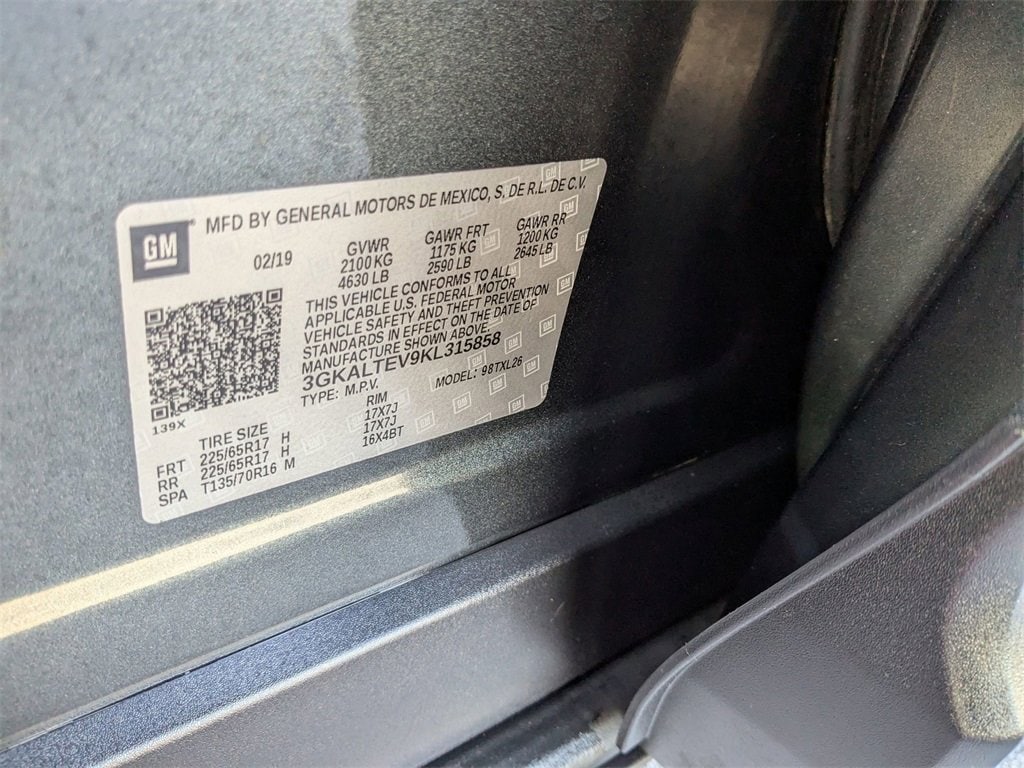 GM
MFD BY GENERAL MOTORS DE MEXICO, S. DE R.L. DE C.V.
02/19
GVWR GAWR FRT GAWR RR
2100 KG 1175 KG 1200 KG
4630 LB 2590 LB 2645 LB
THIS VEHICLE CONFORMS TO ALL
APPLICABLE U.S. FEDERAL MOTOR
VEHICLE SAFETY AND THEFT PREVENTION
STANDARDS IN EFFECT ON THE DATE OF
MANUFACTURE SHOWN ABOVE.
3GKALTEV9KL315858
TYPE: M.P.V. MODEL: 98TXL26
139X
TIRE SIZE RIM
FRT 225/65R17 H 17X7J
RR 225/65R17 H 17X7J
SPA T135/70R16 M 16X4BT